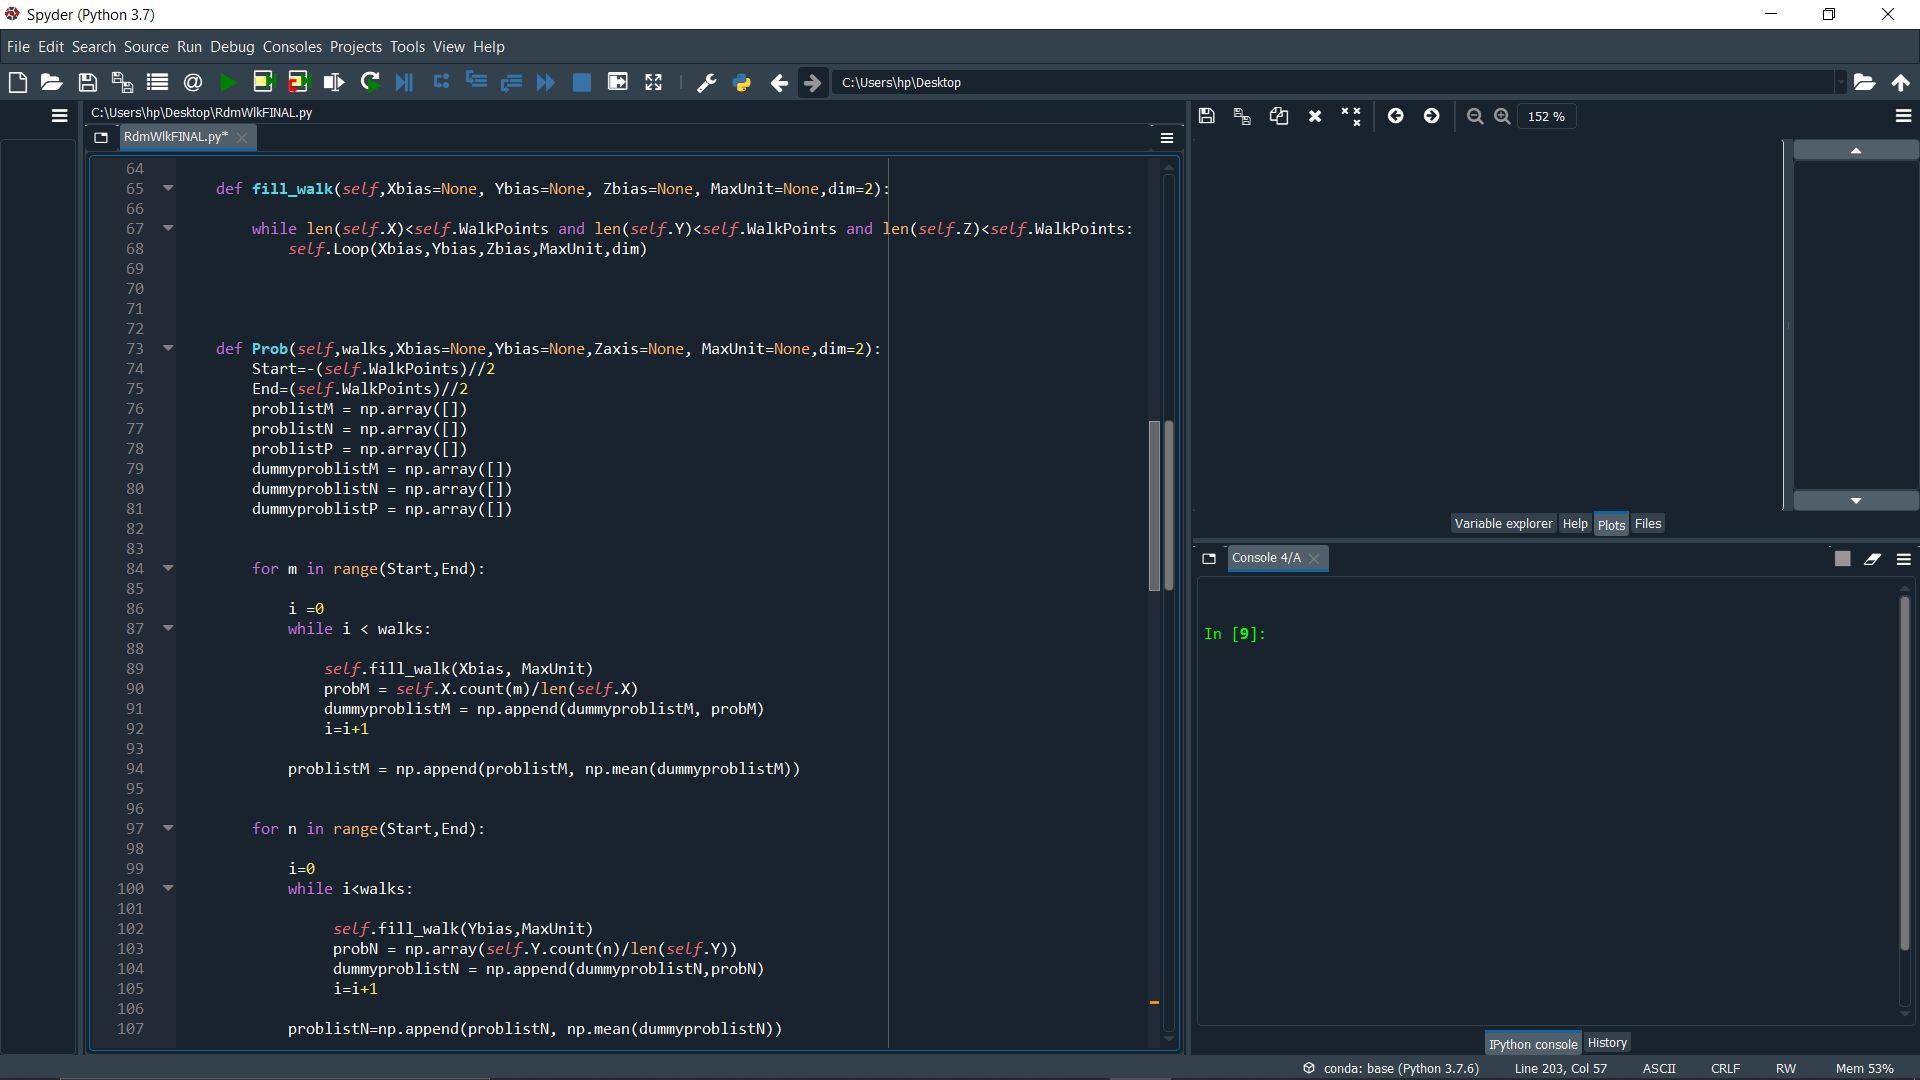 Spyder (Python 3.7)
File Edit Search Source Run Debug Consoles Projects Tools View Help
C:\Users\hp\Desktop
C:\Users\hp\Desktop\RdmWlkFINAL.py
RdmWlkFINAL.py*
64
65 def fill_walk(self,Xbias=None, Ybias=None, Zbias=None, MaxUnit=None,dim=2):
66
67 while len(self.X)<self.WalkPoints and len(self.Y)<self.WalkPoints and len(self.Z)<self.WalkPoints:
68 self.Loop(Xbias,Ybias,Zbias,MaxUnit,dim)
69
70
71
72
73 def Prob(self,walks,Xbias=None,Ybias=None,Zaxis=None, MaxUnit=None,dim=2):
74 Start=-(self.WalkPoints)//2
75 End=(self.WalkPoints)//2
76 problistM = np.array([])
77 problistN = np.array([])
78 problistP = np.array([])
79 dummyproblistM = np.array([])
80 dummyproblistN = np.array([])
81 dummyproblistP = np.array([])
82
83
84 for m in range(Start,End):
85
86 i =0
87 while i < walks:
88
89 self.fill_walk(Xbias, MaxUnit)
90 probM = self.X.count(m)/len(self.X)
91 dummyproblistM = np.append(dummyproblistM, probM)
92 i=i+1
93
94 problistM = np.append(problistM, np.mean(dummyproblistM))
95
96
97 for n in range(Start,End):
98
99 i=0
100 while i<walks:
101
102 self.fill_walk(Ybias,MaxUnit)
103 probN = np.array(self.Y.count(n)/len(self.Y))
104 dummyproblistN = np.append(dummyproblistN,probN)
105 i=i+1
106
107 problistN=np.append(problistN, np.mean(dummyproblistN))
152 %
Variable explorer Help Plots Files
Console 4/A
In [9]:
IPython console History
conda: base (Python 3.7.6) Line 203, Col 57 ASCII CRLF RW Mem 53%